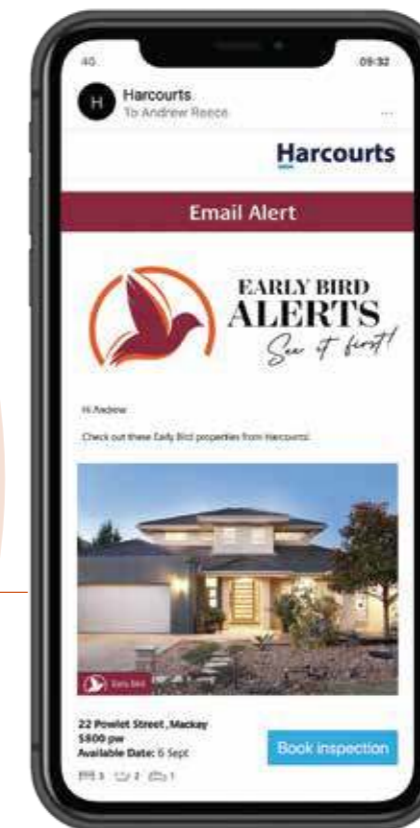 4G 09:32
H Harcourts
To Andrew Reece ...
Harcourts
Email Alert
EARLY BIRD
ALERTS
See it first!
Hi Andrew
Check out these Early Bird properties from Harcourts!
Early Bird
22 Powlet Street, Mackay
$800 pw
Available Date: 6 Sept
Book inspection
3 2 1